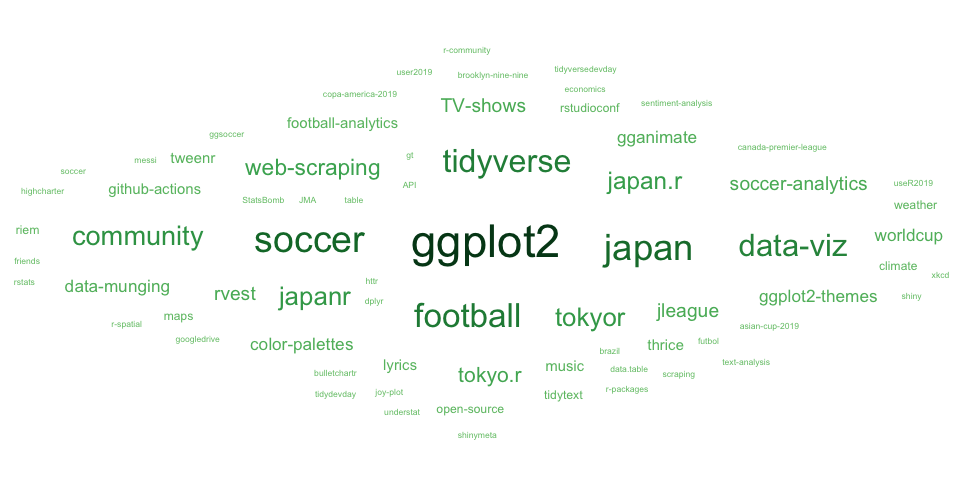 r-community
user2019
brooklyn-nine-nine
tidyversedevday
copa-america-2019
economics
TV-shows
rstudioconf
sentiment-analysis
football-analytics
ggsoccer
gganimate
canada-premier-league
messi
tweenr
gt
tidyverse
soccer
web-scraping
highcharter
github-actions
API
japan.r
soccer-analytics
useR2019
StatsBomb
JMA
table
weather
riem
community
soccer
ggplot2
japan
data-viz
worldcup
friends
climate
rstats
data-munging
rvest
japanr
httr
dplyr
xkcd
ggplot2-themes
shiny
r-spatial
maps
football
tokyor
jleague
asian-cup-2019
googledrive
color-palettes
brazil
thrice
futbol
bulletchartr
lyrics
tokyo.r
music
data.table
scraping
text-analysis
tidydevday
joy-plot
tidytext
r-packages
understat
open-source
shinymeta